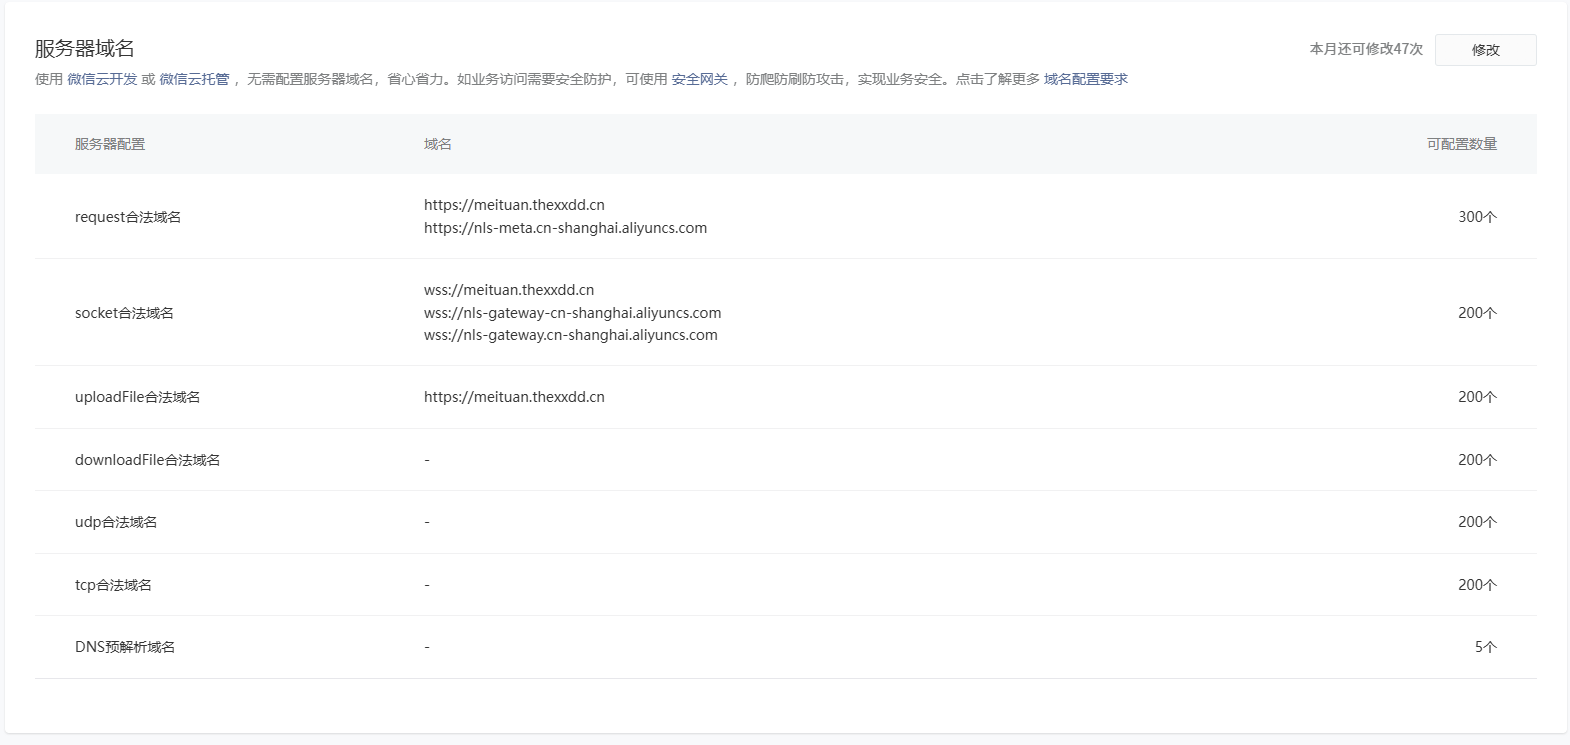 服务器域名
本月还可修改47次 修改
使用 微信云开发 或 微信云托管 ，无需配置服务器域名，省心省力。如业务访问需要安全防护，可使用 安全网关 ，防爬防刷防攻击，实现业务安全。点击了解更多 域名配置要求
服务器配置 域名 可配置数量
request合法域名 https://meituan.thexxdd.cn 300个
https://nls-meta.cn-shanghai.aliyuncs.com
socket合法域名 wss://meituan.thexxdd.cn 200个
wss://nls-gateway-cn-shanghai.aliyuncs.com
wss://nls-gateway.cn-shanghai.aliyuncs.com
uploadFile合法域名 https://meituan.thexxdd.cn 200个
downloadFile合法域名 - 200个
udp合法域名 - 200个
tcp合法域名 - 200个
DNS预解析域名 - 5个